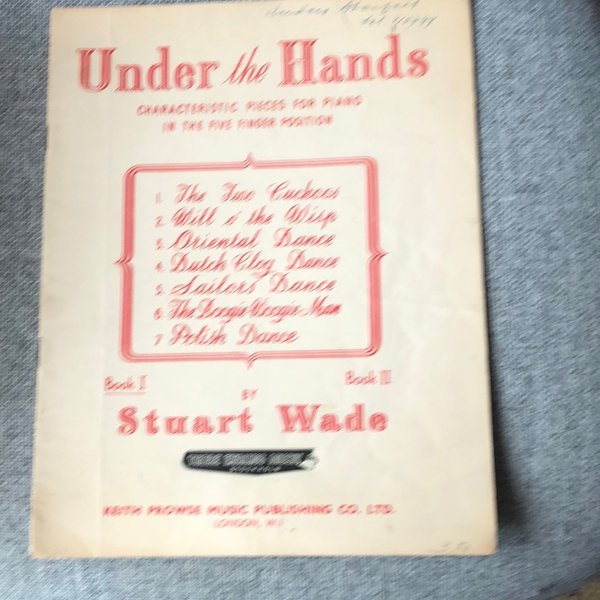 Under the Hands
CHARACTERISTIC PIECES FOR PIANO
IN THE FIVE FINGER POSITION
1. The Two Cuckoos
2. Will o' the Wisp
3. Oriental Dance
4. Dutch Clog Dance
5. Sailors' Dance
6. The Boogie Woogie Man
7 Polish Dance
Book I
Book II
BY
Stuart Wade
KEITH PROWSE MUSIC PUBLISHING CO. LTD.
LONDON, W.1